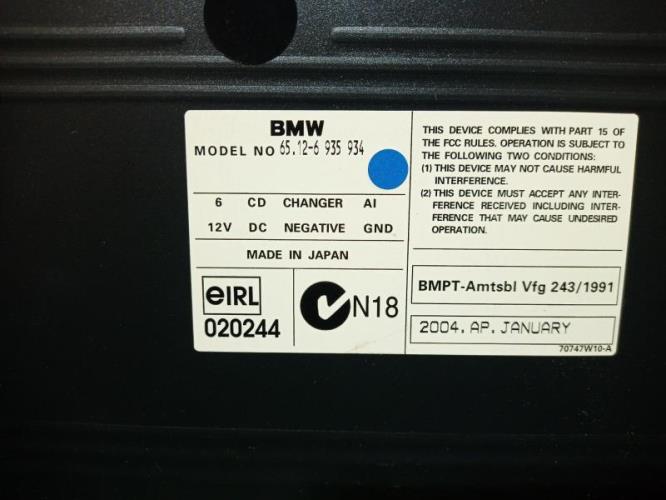 BMW
MODEL NO 65.12-6 935 934
6 CD CHANGER AI
12V DC NEGATIVE GND
MADE IN JAPAN
eIRL
020244
N18
THIS DEVICE COMPLIES WITH PART 15 OF
THE FCC RULES. OPERATION IS SUBJECT TO
THE FOLLOWING TWO CONDITIONS:
(1) THIS DEVICE MAY NOT CAUSE HARMFUL
INTERFERENCE.
(2) THIS DEVICE MUST ACCEPT ANY INTER-
FERENCE RECEIVED INCLUDING INTER-
FERENCE THAT MAY CAUSE UNDESIRED
OPERATION.
BMPT-Amtsbl Vfg 243/1991
2004. AP. JANUARY
70747W10-A